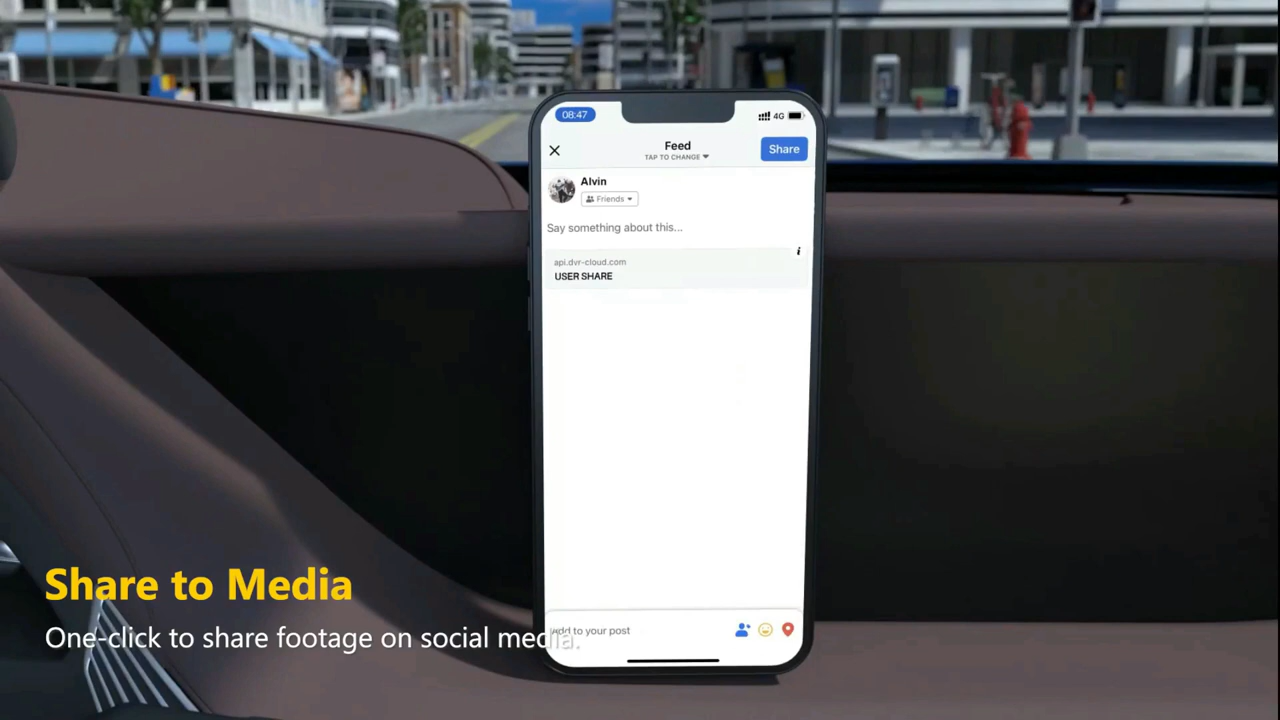 08:47
4G
Feed
TAP TO CHANGE
Share
Alvin
Friends
Say something about this...
i
api.dvr-cloud.com
USER SHARE
Add to your post
Share to Media
One-click to share footage on social media.